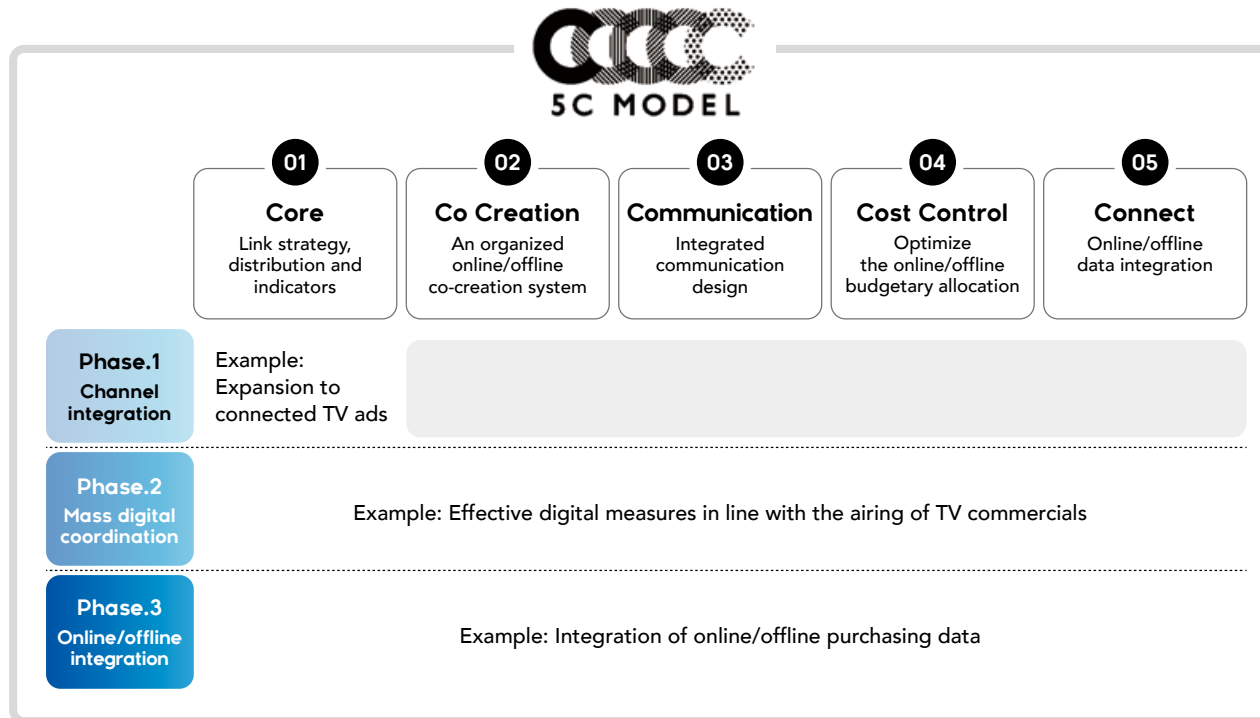 5C MODEL
01
Core
Link strategy,
distribution and
indicators
02
Co Creation
An organized
online/offline
co-creation system
03
Communication
Integrated
communication
design
04
Cost Control
Optimize
the online/offline
budgetary allocation
05
Connect
Online/offline
data integration
Phase.1
Channel
integration
Example:
Expansion to
connected TV ads
Phase.2
Mass digital
coordination
Example: Effective digital measures in line with the airing of TV commercials
Phase.3
Online/offline
integration
Example: Integration of online/offline purchasing data